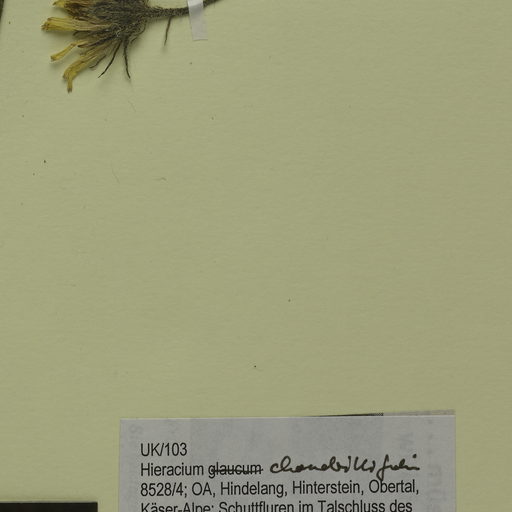 UK/103
Hieracium glaucum chondrillifolium
8528/4; OA, Hindelang, Hinterstein, Obertal,
Käser-Alpe; Schuttfluren im Talschluss des